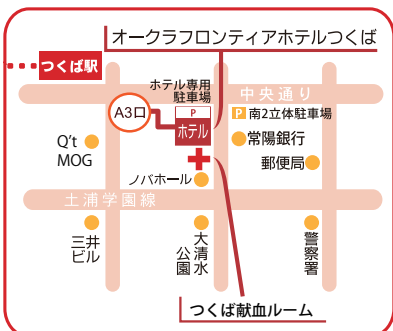 オークラフロンティアホテルつくば
つくば駅
ホテル専用
駐車場
中央通り
A3口
P
ホテル
P 南2立体駐車場
Q't
MOG
常陽銀行
郵便局
ノバホール
土浦学園線
三井
ビル
大清水
公園
警察署
つくば献血ルーム